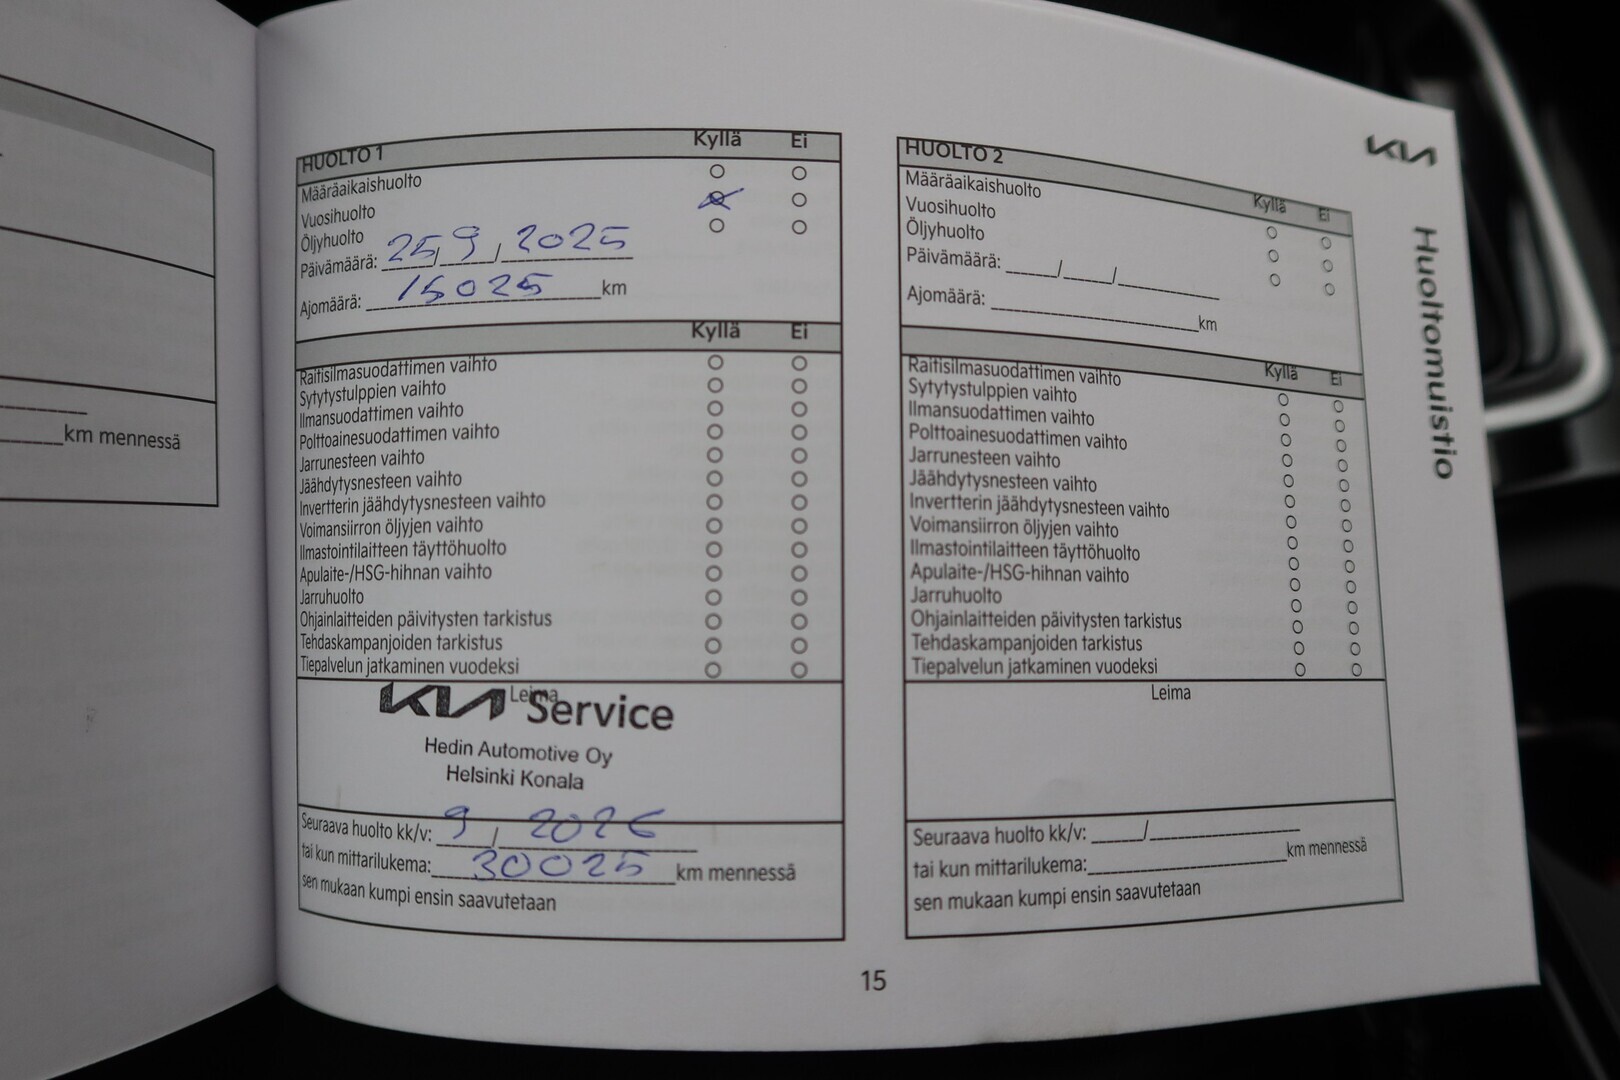 km mennessä
HUOLTO 1 Kyllä Ei
Määräaikaishuolto
Vuosihuolto
Öljyhuolto
Päivämäärä: 25/9/2025
Ajomäärä: 15025 km
Kyllä Ei
Raitisilmasuodattimen vaihto
Sytytystulppien vaihto
Ilmansuodattimen vaihto
Polttoainesuodattimen vaihto
Jarrunesteen vaihto
Jäähdytysnesteen vaihto
Invertterin jäähdytysnesteen vaihto
Voimansiirron öljyjen vaihto
Ilmastointilaitteen täyttöhuolto
Apulaite-/HSG-hihnan vaihto
Jarruhuolto
Ohjainlaitteiden päivitysten tarkistus
Tehdaskampanjoiden tarkistus
Tiepalvelun jatkaminen vuodeksi
Leima
KIA Service
Hedin Automotive Oy
Helsinki Konala
Seuraava huolto kk/v: 9 / 2026
tai kun mittarilukema: 30025 km mennessä
sen mukaan kumpi ensin saavutetaan
HUOLTO 2 Kyllä Ei
Määräaikaishuolto
Vuosihuolto
Öljyhuolto
Päivämäärä: ____/____/________
Ajomäärä: ________ km
Kyllä Ei
Raitisilmasuodattimen vaihto
Sytytystulppien vaihto
Ilmansuodattimen vaihto
Polttoainesuodattimen vaihto
Jarrunesteen vaihto
Jäähdytysnesteen vaihto
Invertterin jäähdytysnesteen vaihto
Voimansiirron öljyjen vaihto
Ilmastointilaitteen täyttöhuolto
Apulaite-/HSG-hihnan vaihto
Jarruhuolto
Ohjainlaitteiden päivitysten tarkistus
Tehdaskampanjoiden tarkistus
Tiepalvelun jatkaminen vuodeksi
Leima
Seuraava huolto kk/v: ____/________
tai kun mittarilukema: ________ km mennessä
sen mukaan kumpi ensin saavutetaan
KIA
Huoltomuistio
15